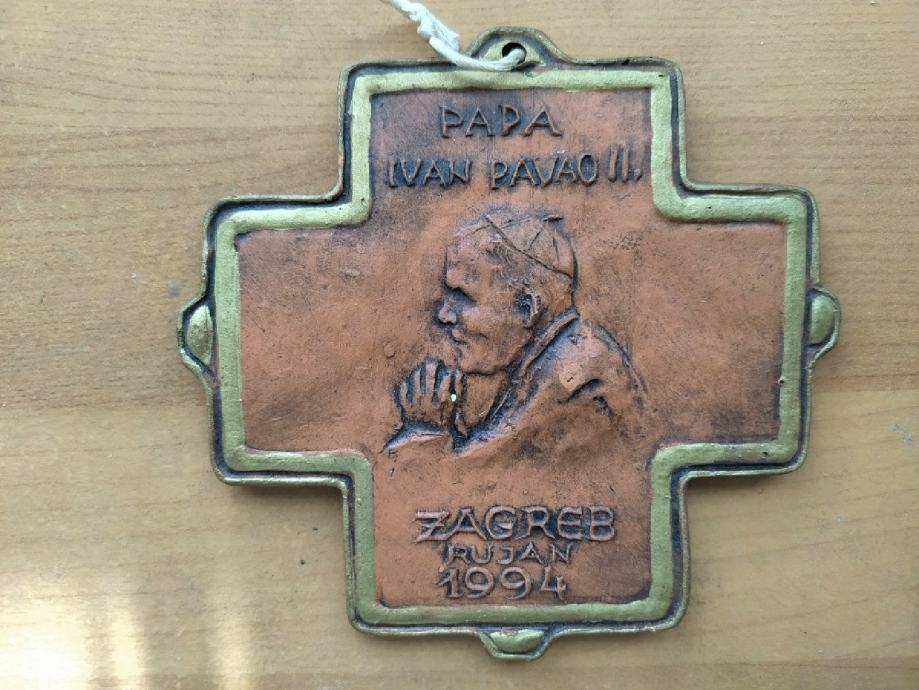 PAPA
IVAN PAVAO II.
ZAGREB
RUJAN
1994